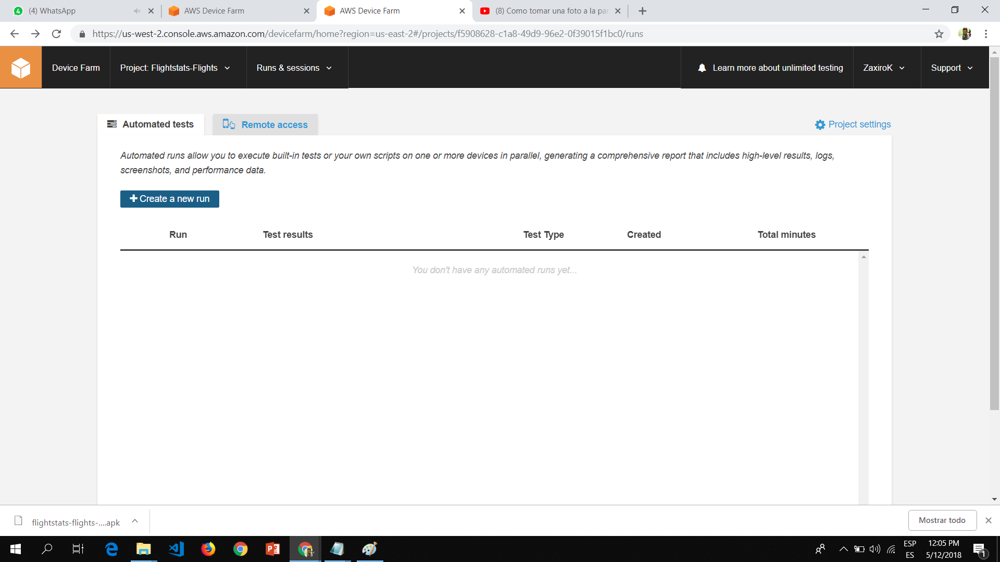 4 (4) WhatsApp
AWS Device Farm
AWS Device Farm
(8) Como tomar una foto a la par
https://us-west-2.console.aws.amazon.com/devicefarm/home?region=us-east-2#/projects/f5908628-c1a8-49d9-96e2-0f39015f1bc0/runs
Device Farm
Project: Flightstats-Flights
Runs & sessions
Learn more about unlimited testing
ZaxiroK
Support
Automated tests
Remote access
Project settings
Automated runs allow you to execute built-in tests or your own scripts on one or more devices in parallel, generating a comprehensive report that includes high-level results, logs,
screenshots, and performance data.
Create a new run
Run Test results Test Type Created Total minutes
You don't have any automated runs yet...
flightstats-flights-....apk
Mostrar todo
ESP
ES
12:05 PM
5/12/2018
1